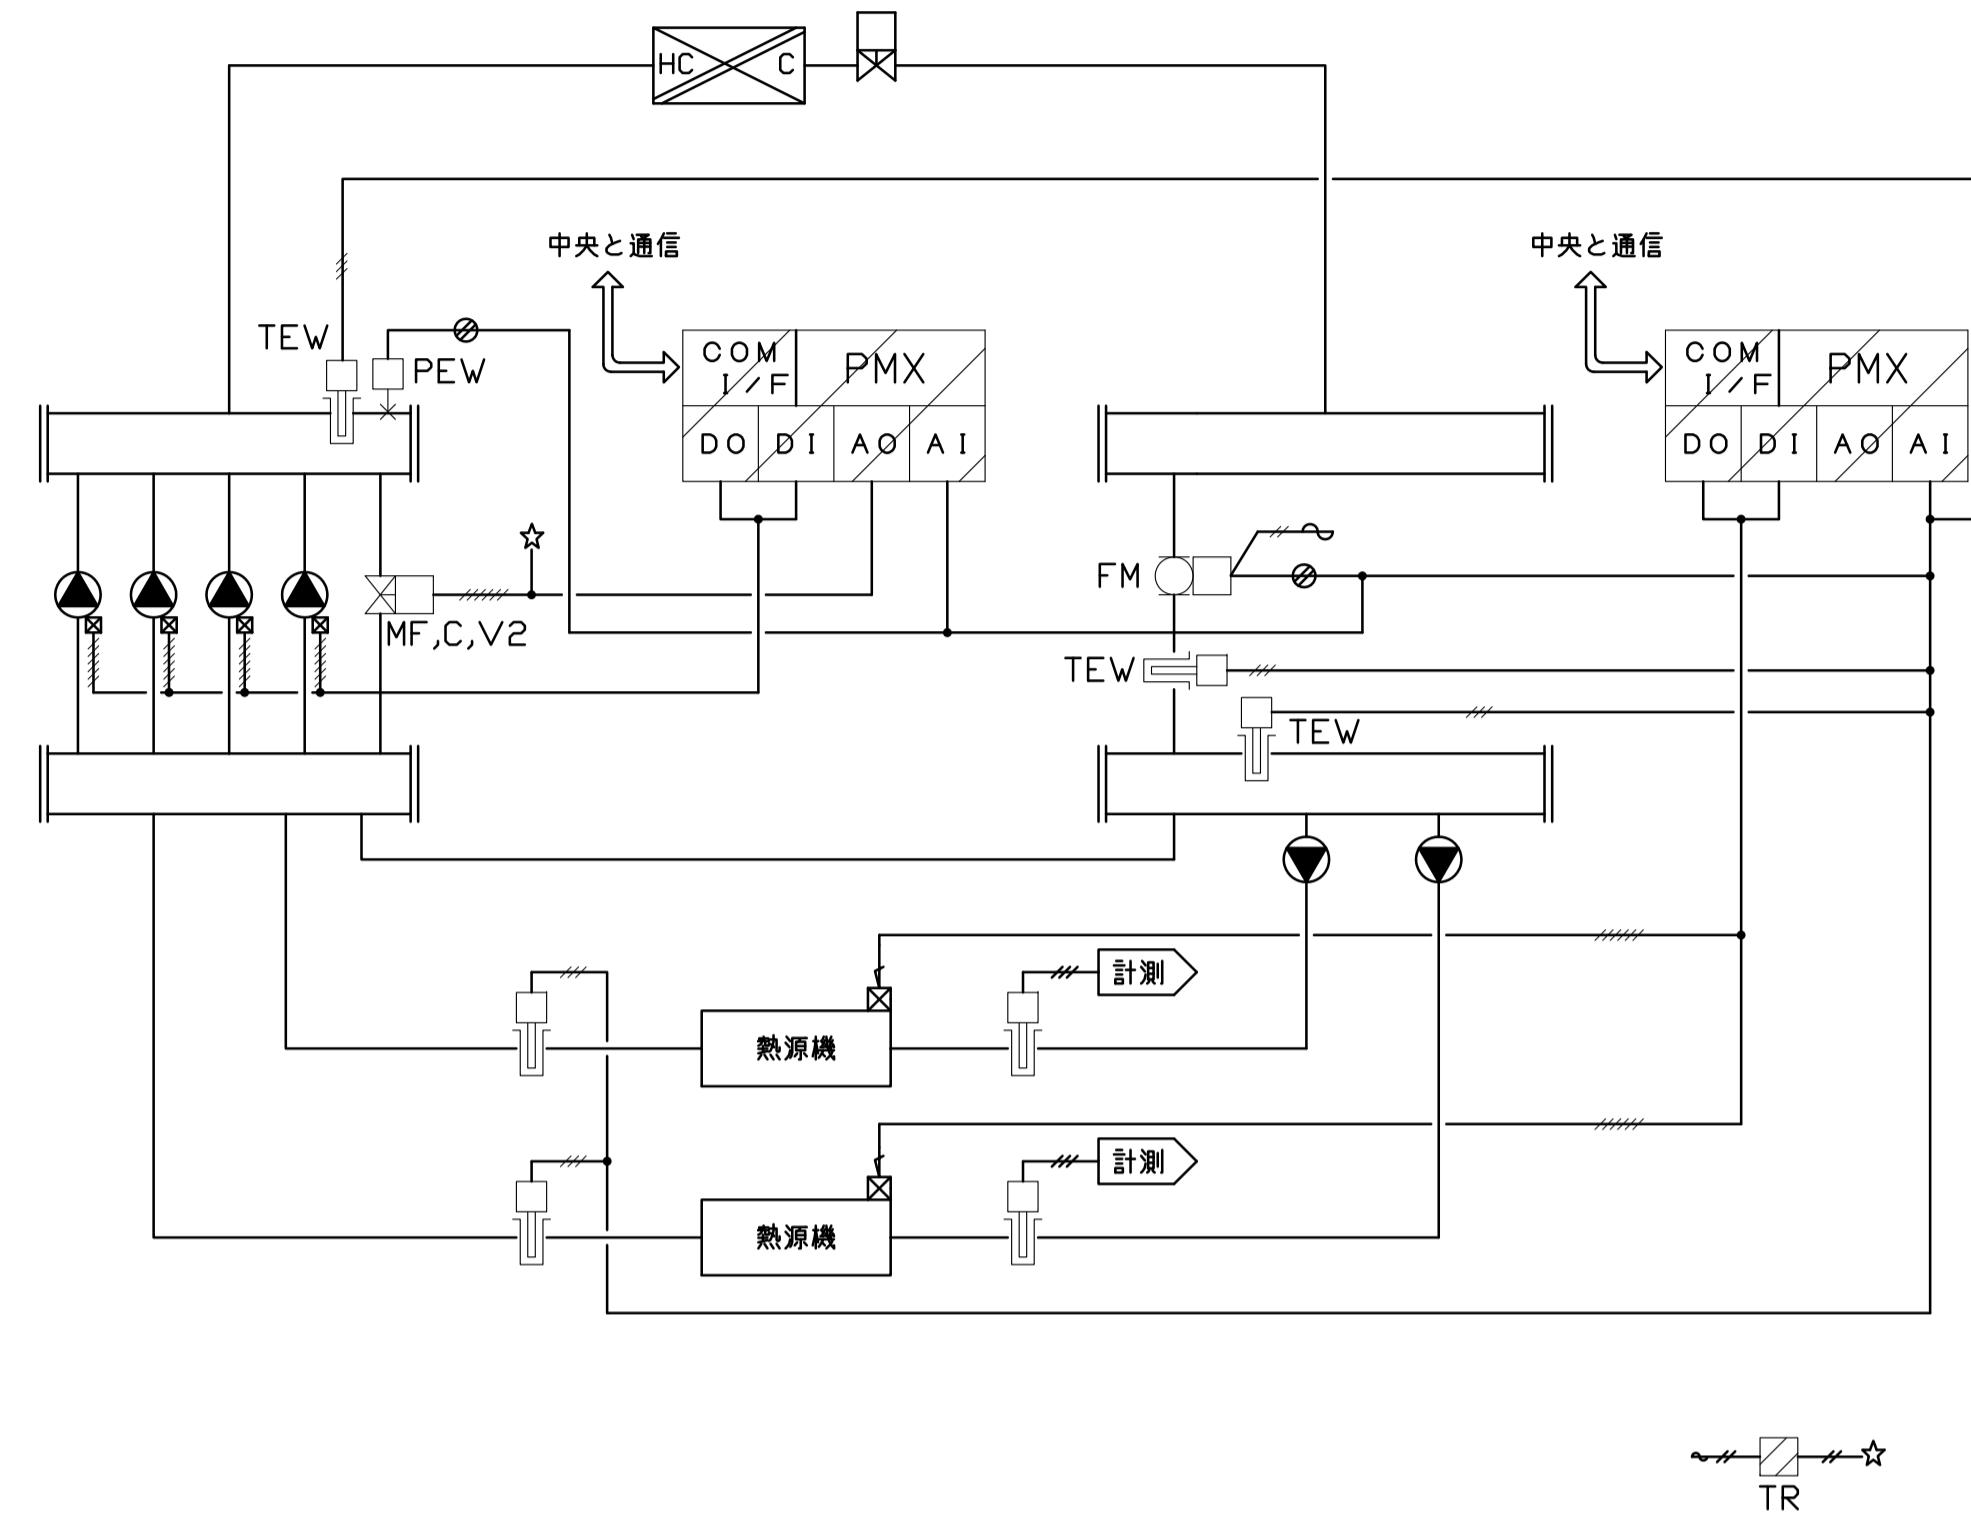 HC C
中央と通信
中央と通信
TEW
PEW
COM I/F
PMX
DO DI AO AI
COM I/F
PMX
DO DI AO AI
FM
MF,C,V2
TEW
TEW
計測
熱源機
計測
熱源機
TR